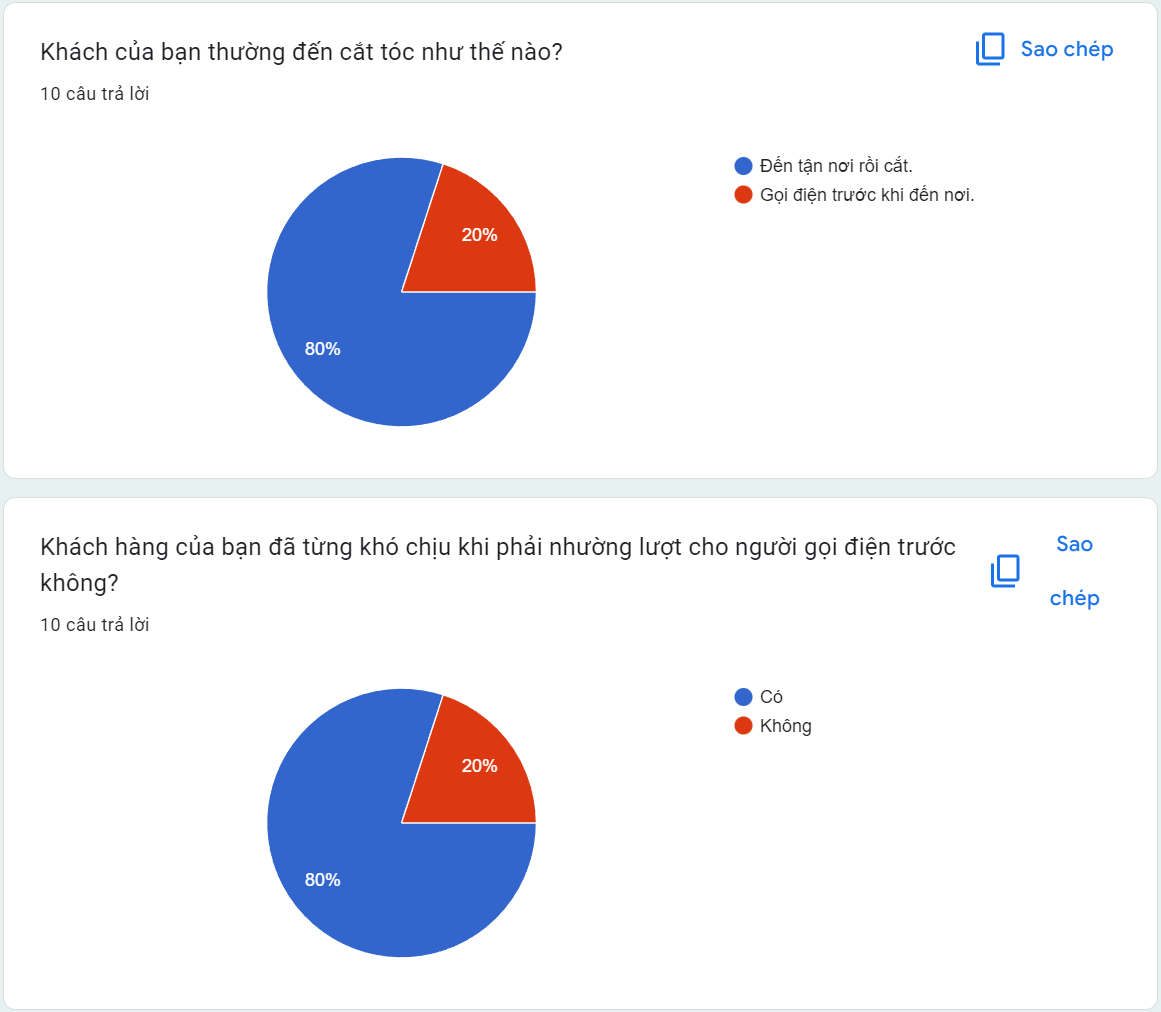 Khách của bạn thường đến cắt tóc như thế nào?
Sao chép
10 câu trả lời
Đến tận nơi rồi cắt.
Gọi điện trước khi đến nơi.
20%
80%
Khách hàng của bạn đã từng khó chịu khi phải nhường lượt cho người gọi điện trước
không?
Sao
chép
10 câu trả lời
Có
Không
20%
80%